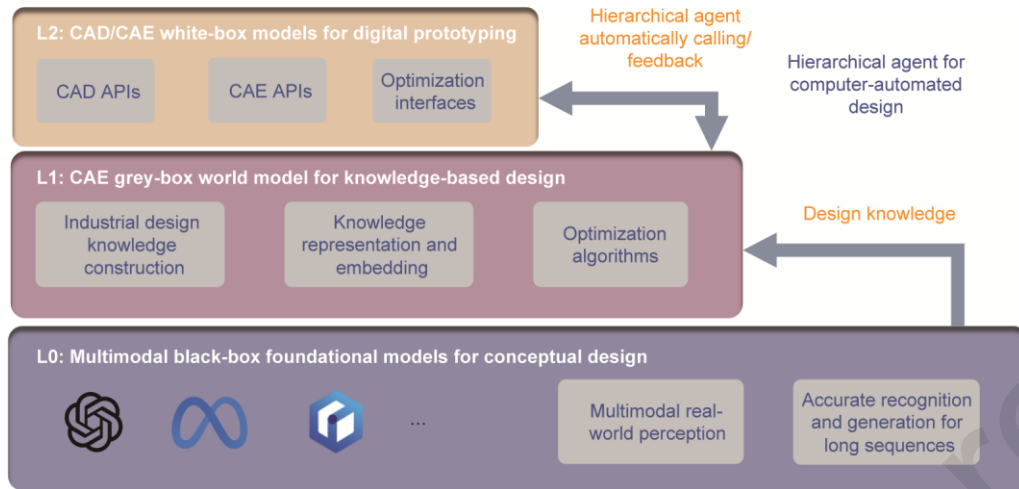 L2: CAD/CAE white-box models for digital prototyping
CAD APIs
CAE APIs
Optimization
interfaces
Hierarchical agent
automatically calling/
feedback
Hierarchical agent for
computer-automated
design
L1: CAE grey-box world model for knowledge-based design
Industrial design
knowledge
construction
Knowledge
representation and
embedding
Optimization
algorithms
Design knowledge
L0: Multimodal black-box foundational models for conceptual design
...
Multimodal real-
world perception
Accurate recognition
and generation for
long sequences